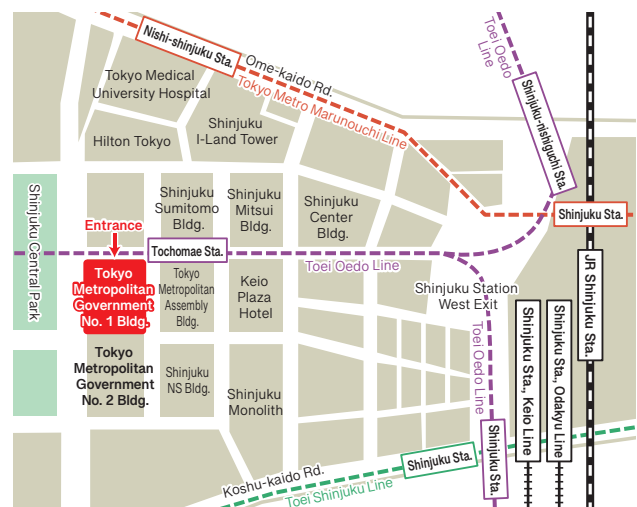 Nishi-shinjuku Sta.
Ome-kaido Rd.
Tokyo Metro Marunouchi Line
Toei Oedo
Line
Shinjuku-nishiguchi Sta.
Tokyo Medical
University Hospital
Hilton Tokyo
Shinjuku
I-Land Tower
Shinjuku Central Park
Shinjuku
Sumitomo
Bldg.
Shinjuku
Mitsui
Bldg.
Shinjuku
Center
Bldg.
Shinjuku Sta.
Entrance
Tochomae Sta.
Toei Oedo Line
Tokyo
Metropolitan
Government
No. 1 Bldg.
Tokyo
Metropolitan
Assembly
Bldg.
Keio
Plaza
Hotel
Shinjuku Station
West Exit
JR Shinjuku Sta.
Toei Oedo Line
Shinjuku Sta., Keio Line
Shinjuku Sta., Odakyu Line
Tokyo
Metropolitan
Government
No. 2 Bldg.
Shinjuku
NS Bldg.
Shinjuku
Monolith
Shinjuku Sta.
Shinjuku Sta.
Koshu-kaido Rd.
Toei Shinjuku Line